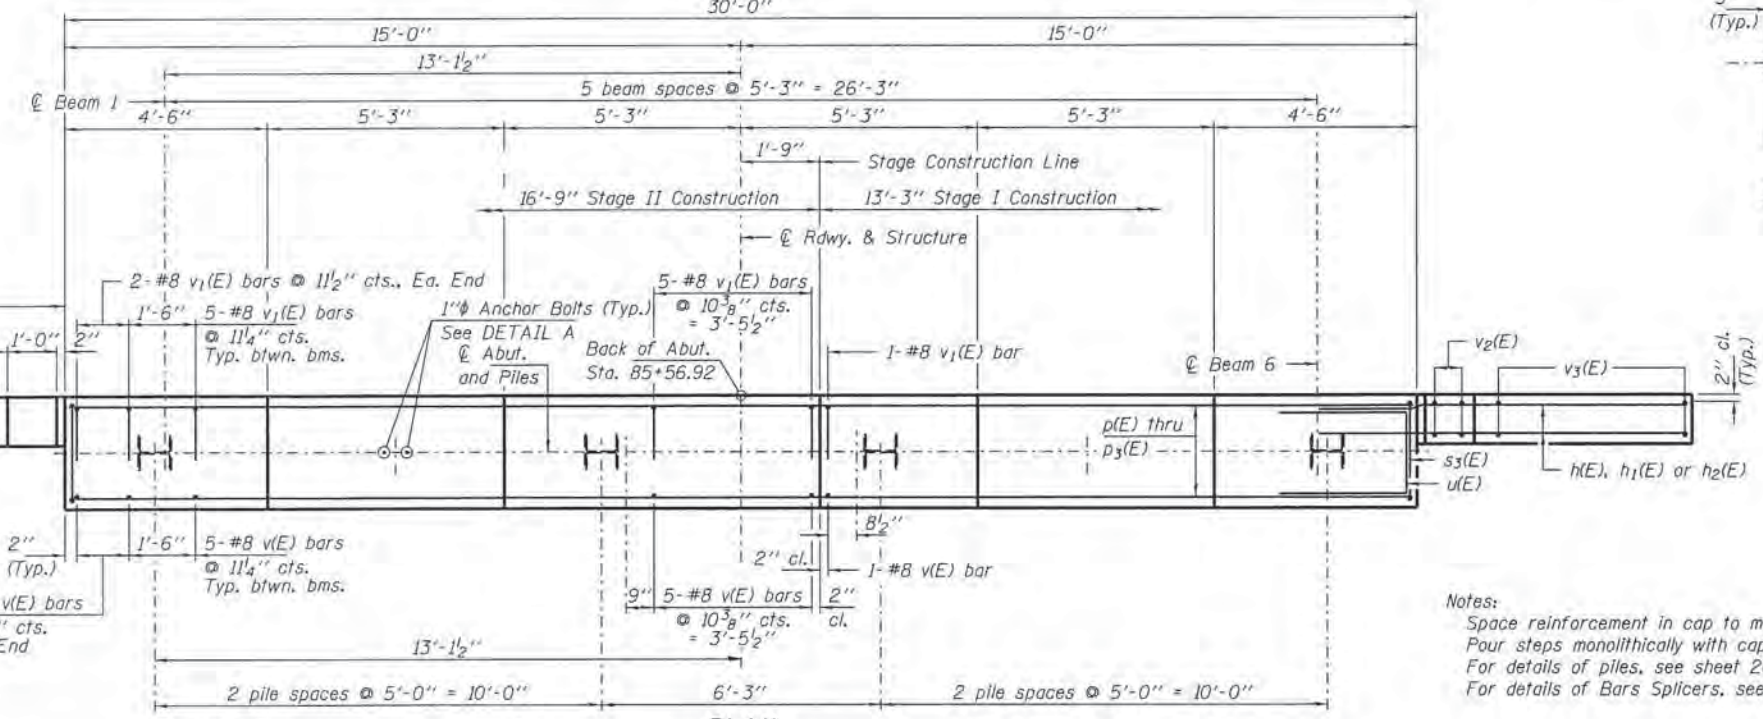 30'-0"
(Typ.)
15'-0" 15'-0"
13'-1½"
5 beam spaces @ 5'-3" = 26'-3"
℄ Beam 1
4'-6" 5'-3" 5'-3" 5'-3" 5'-3" 4'-6"
1'-9" Stage Construction Line
16'-9" Stage II Construction 13'-3" Stage I Construction
℄ Rdwy. & Structure
2-#8 v₁(E) bars @ 11½" cts., Ea. End
1'-0" 2" 1'-6"
5-#8 v₁(E) bars
@ 11¼" cts.
Typ. btwn. bms.
1"φ Anchor Bolts (Typ.)
See DETAIL A
℄ Abut.
and Piles
5-#8 v₁(E) bars
@ 10⅜" cts.
= 3'-5½"
Back of Abut.
Sta. 85+56.92
1-#8 v₁(E) bar
℄ Beam 6
v₂(E)
v₃(E)
2" cl.
(Typ.)
p(E) thru
p₃(E)
s₃(E)
u(E)
h(E), h₁(E) or h₂(E)
8½"
2"
(Typ.)
1'-6"
5-#8 v(E) bars
@ 11¼" cts.
Typ. btwn. bms.
v(E) bars
" cts.
End
2" cl.
1-#8 v(E) bar
9"
5-#8 v(E) bars
@ 10⅜" cts.
= 3'-5½"
2"
cl.
13'-1½"
2 pile spaces @ 5'-0" = 10'-0" 6'-3" 2 pile spaces @ 5'-0" = 10'-0"
Notes:
Space reinforcement in cap to m
Pour steps monolithically with cap
For details of piles, see sheet 2
For details of Bars Splicers, see